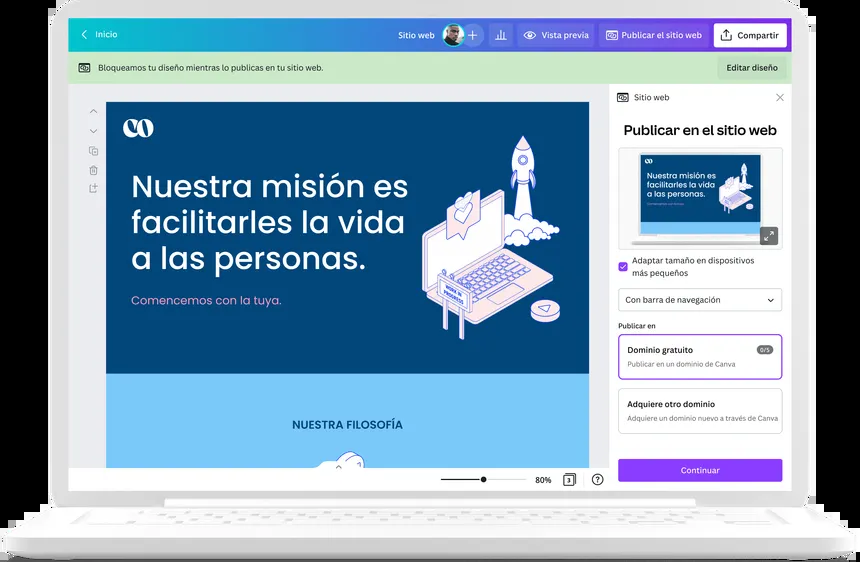 Inicio
Sitio web
Vista previa
Publicar el sitio web
Compartir
Bloqueamos tu diseño mientras lo publicas en tu sitio web.
Editar diseño
Nuestra misión es
facilitarles la vida
a las personas.
Comencemos con la tuya.
WORK IN
PROGRESS
NUESTRA FILOSOFÍA
80%
3
?
Sitio web
Publicar en el sitio web
Nuestra misión es
facilitarles la vida
a las personas.
Adaptar tamaño en dispositivos
más pequeños
Con barra de navegación
Publicar en
Dominio gratuito
0/5
Publicar en un dominio de Canva
Adquiere otro dominio
Adquiere un dominio nuevo a través de Canva
Continuar